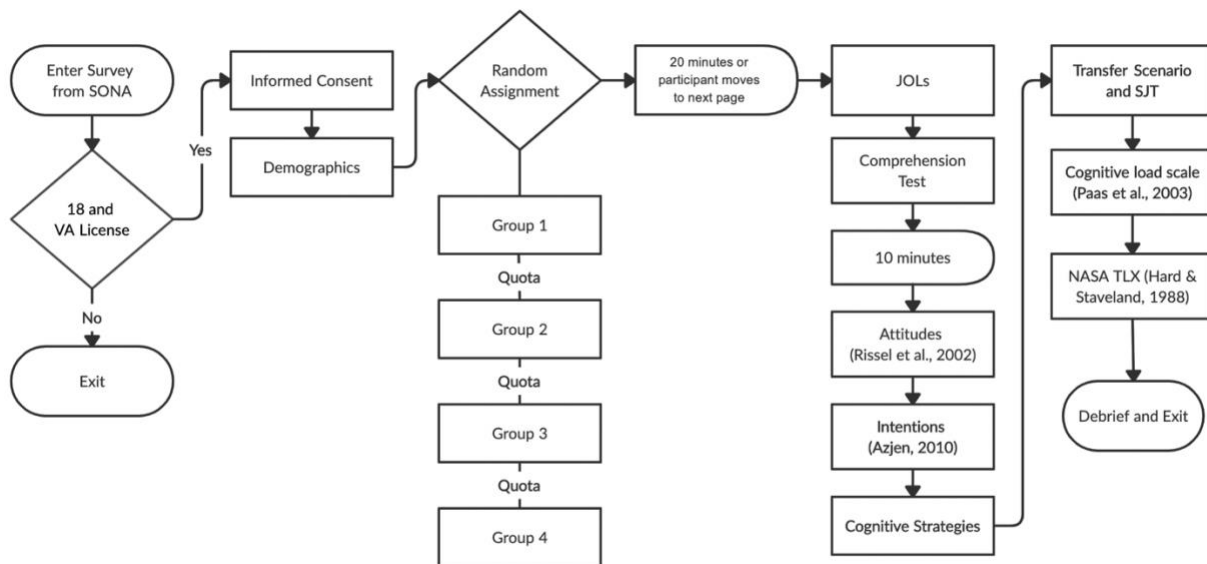 Enter Survey
from SONA
18 and
VA License
Yes
No
Exit
Informed Consent
Demographics
Random
Assignment
Group 1
Quota
Group 2
Quota
Group 3
Quota
Group 4
20 minutes or
participant moves
to next page
JOLs
Comprehension
Test
10 minutes
Attitudes
(Rissel et al., 2002)
Intentions
(Azjen, 2010)
Cognitive Strategies
Transfer Scenario
and SJT
Cognitive load scale
(Paas et al., 2003)
NASA TLX (Hard &
Staveland, 1988)
Debrief and Exit